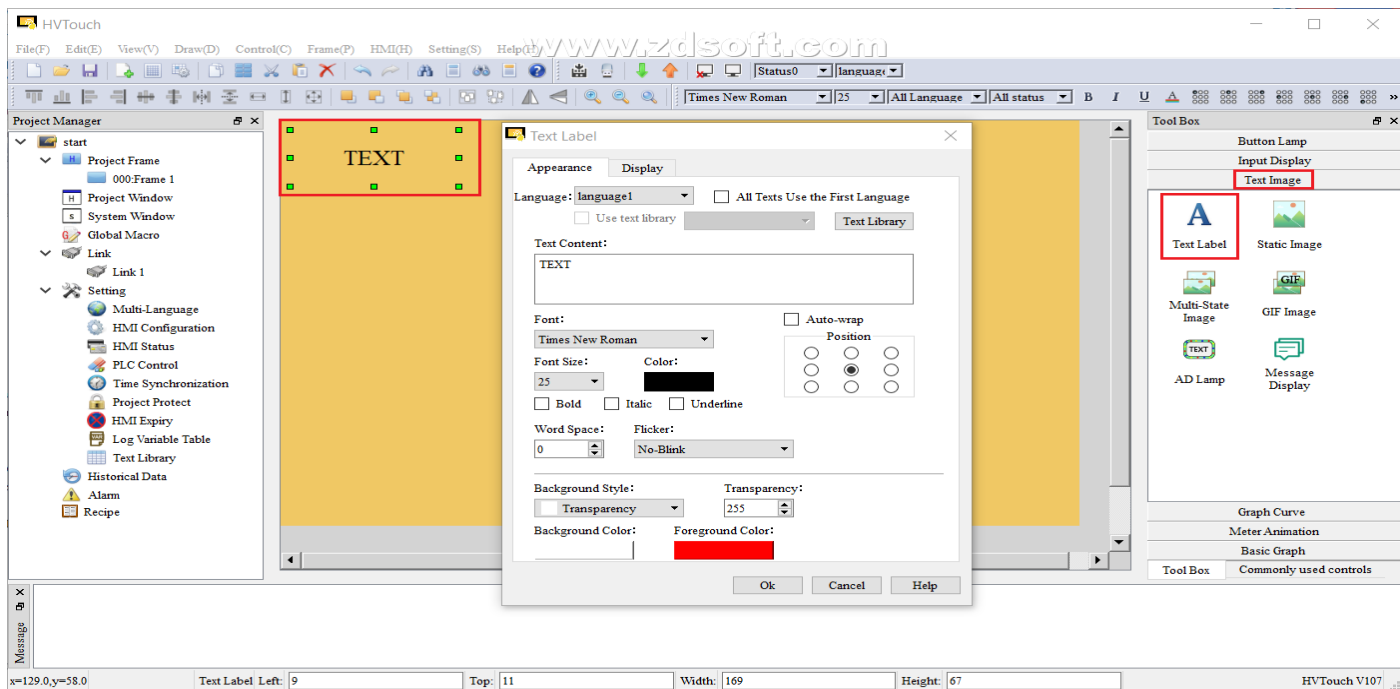 HVTouch
www.zdsoft.com
File(F) Edit(E) View(V) Draw(D) Control(C) Frame(P) HMI(H) Setting(S) Help(H)
Status0 language
Times New Roman 25 All Language All status B I U A »
Project Manager
start
Project Frame
000:Frame 1
Project Window
System Window
Global Macro
Link
Link 1
Setting
Multi-Language
HMI Configuration
HMI Status
PLC Control
Time Synchronization
Project Protect
HMI Expiry
Log Variable Table
Text Library
Historical Data
Alarm
Recipe
TEXT
Text Label
Appearance Display
Language: language1 All Texts Use the First Language
Use text library Text Library
Text Content:
TEXT
Font: Auto-wrap
Times New Roman Position
Font Size: Color:
25
Bold Italic Underline
Word Space: Flicker:
0 No-Blink
Background Style: Transparency:
Transparency 255
Background Color: Foreground Color:
Ok Cancel Help
Tool Box
Button Lamp
Input Display
Text Image
A
Text Label Static Image
GIF
Multi-State Image GIF Image
TEXT
AD Lamp Message Display
Graph Curve
Meter Animation
Basic Graph
Tool Box Commonly used controls
Message
x=129.0,y=58.0 Text Label Left: 9 Top: 11 Width: 169 Height: 67 HVTouch V107